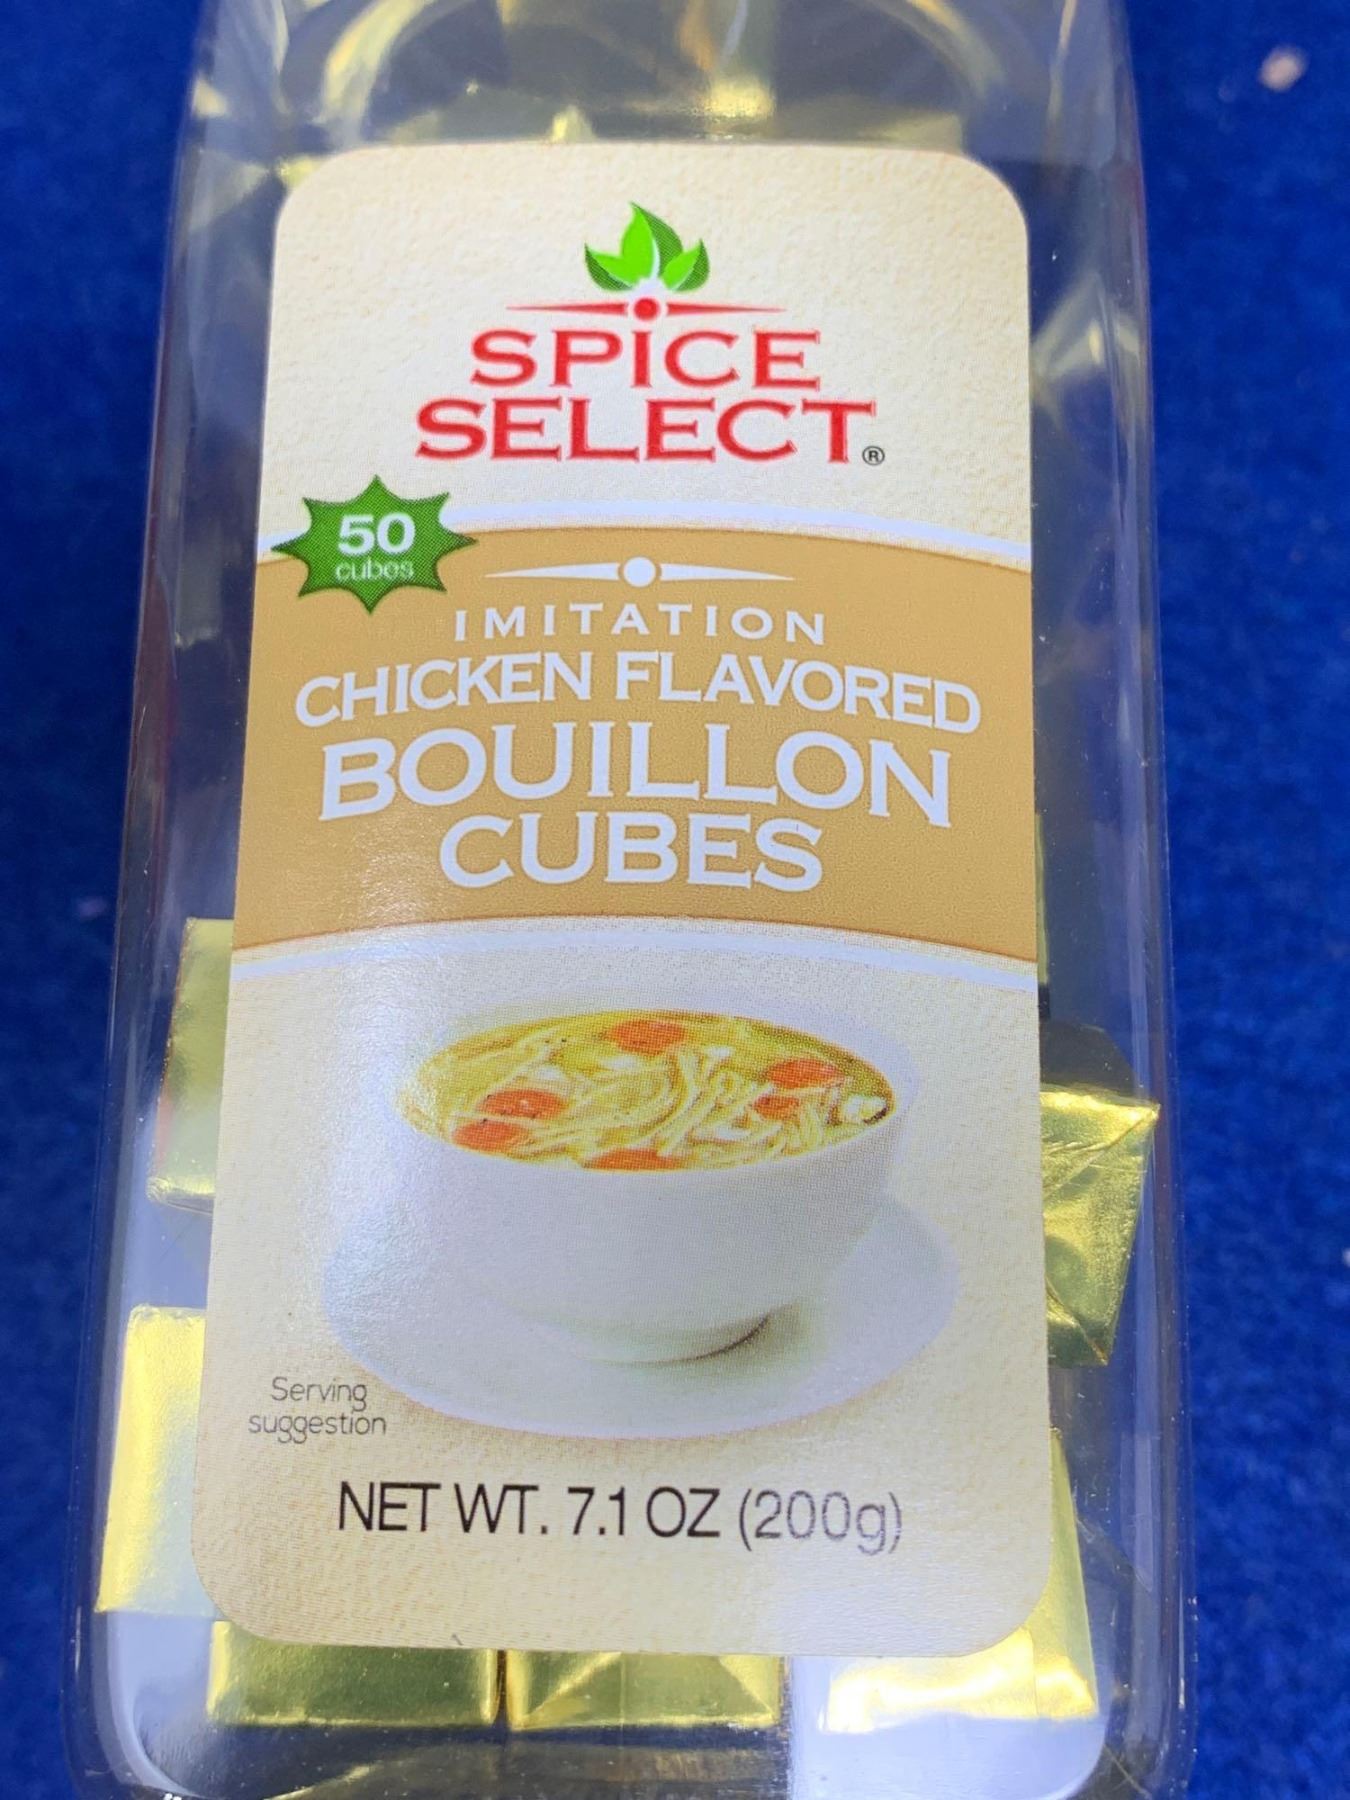 SPICE
SELECT®
50
cubes
IMITATION
CHICKEN FLAVORED
BOUILLON
CUBES
Serving
suggestion
NET WT. 7.1 OZ (200g)